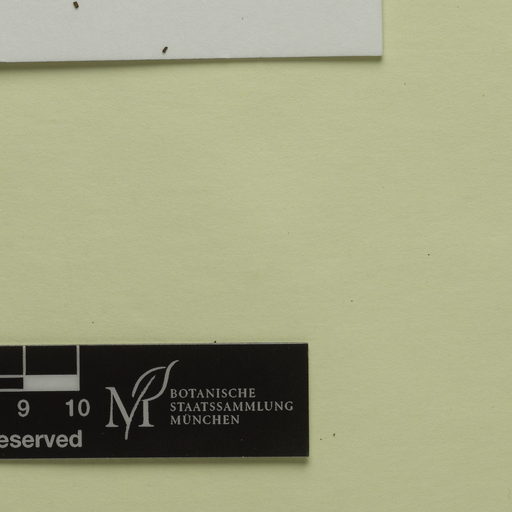 9 10
eserved
M
BOTANISCHE
STAATSSAMMLUNG
MÜNCHEN